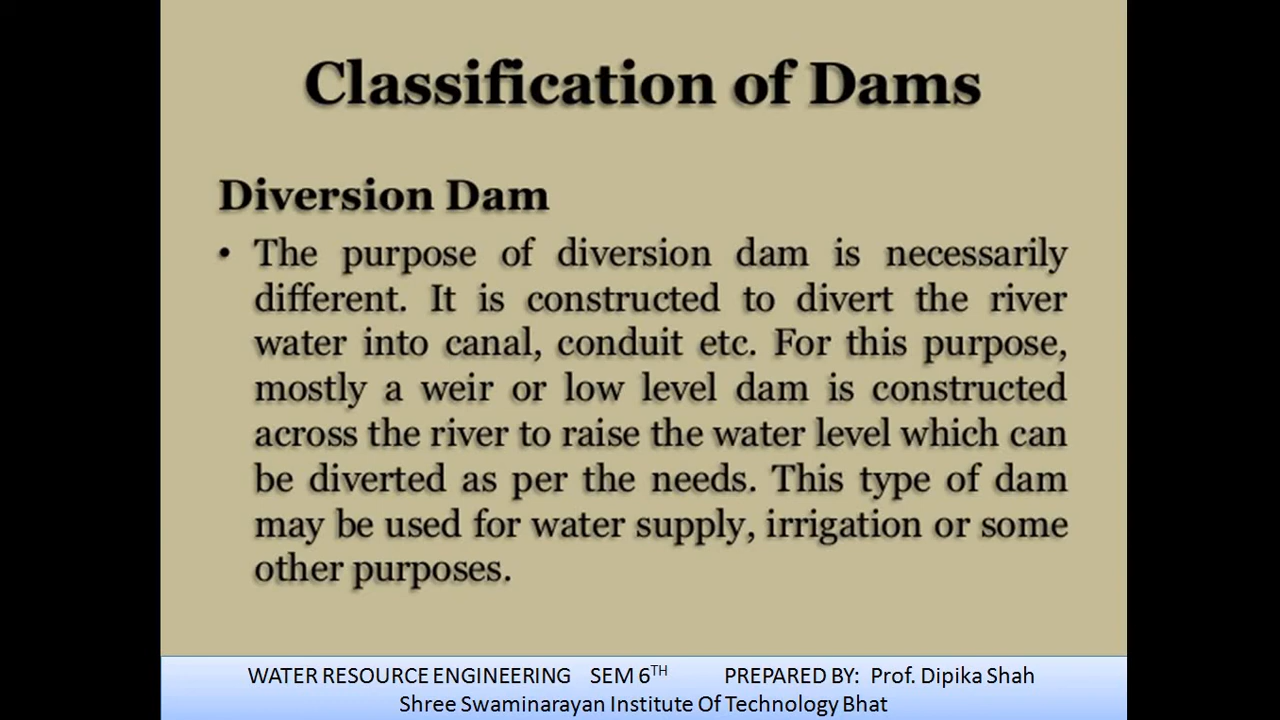 Classification of Dams
Diversion Dam
• The purpose of diversion dam is necessarily
different. It is constructed to divert the river
water into canal, conduit etc. For this purpose,
mostly a weir or low level dam is constructed
across the river to raise the water level which can
be diverted as per the needs. This type of dam
may be used for water supply, irrigation or some
other purposes.
WATER RESOURCE ENGINEERING SEM 6TH PREPARED BY: Prof. Dipika Shah
Shree Swaminarayan Institute Of Technology Bhat